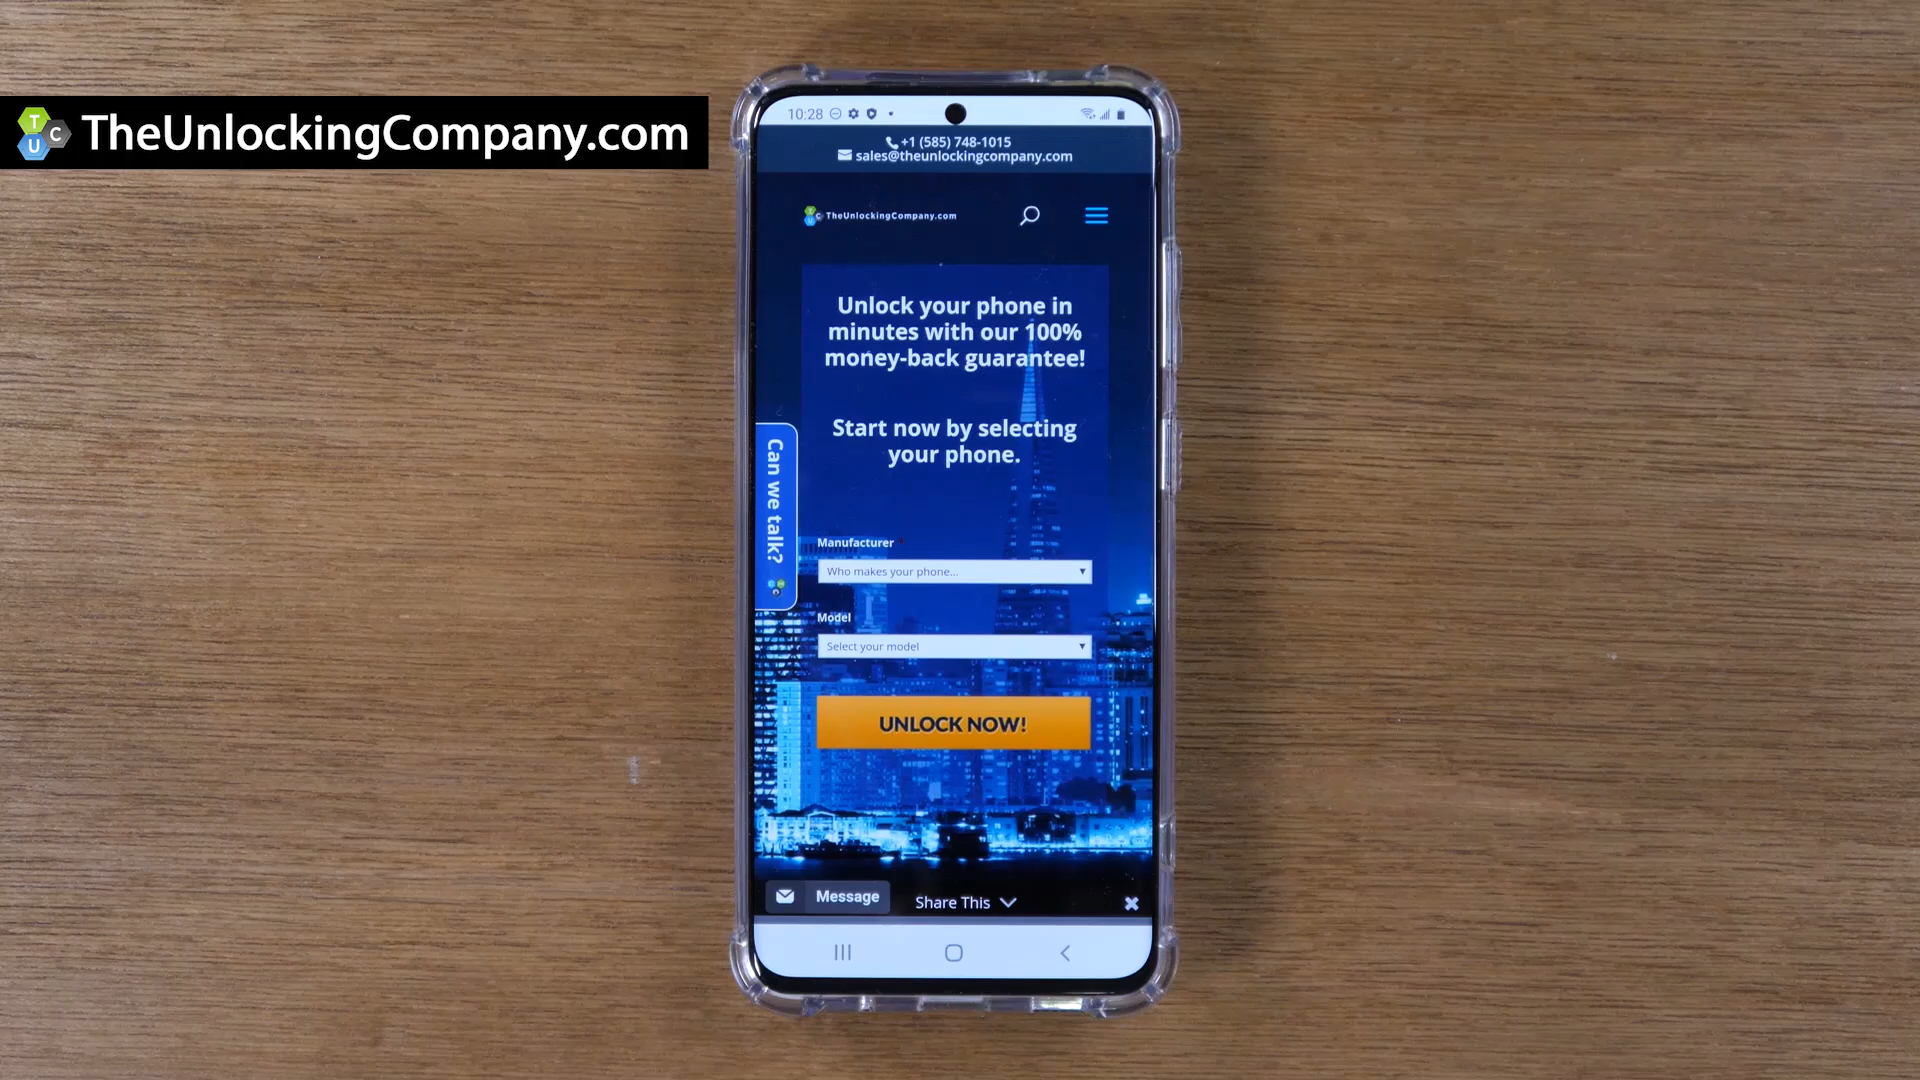 TUC TheUnlockingCompany.com
10:28
+1 (585) 748-1015
sales@theunlockingcompany.com
TUC TheUnlockingCompany.com
Unlock your phone in
minutes with our 100%
money-back guarantee!
Start now by selecting
your phone.
Can we talk?
Manufacturer *
Who makes your phone...
Model
Select your model
UNLOCK NOW!
Message
Share This